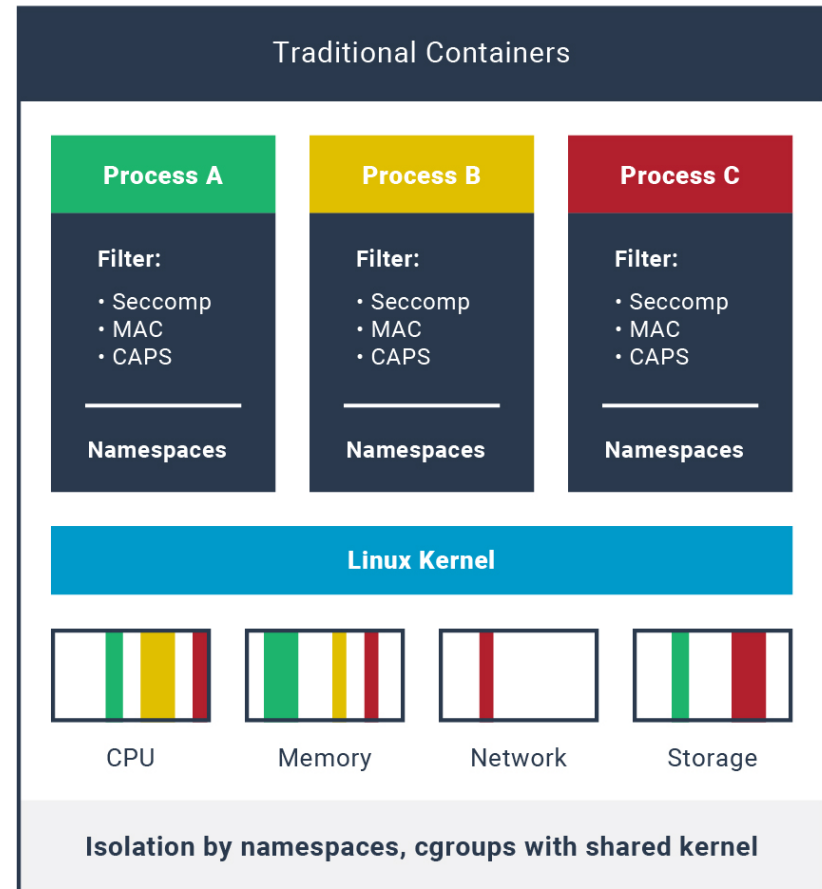 Traditional Containers
Process A
Process B
Process C
Filter:
• Seccomp
• MAC
• CAPS
Namespaces
Filter:
• Seccomp
• MAC
• CAPS
Namespaces
Filter:
• Seccomp
• MAC
• CAPS
Namespaces
Linux Kernel
CPU
Memory
Network
Storage
Isolation by namespaces, cgroups with shared kernel